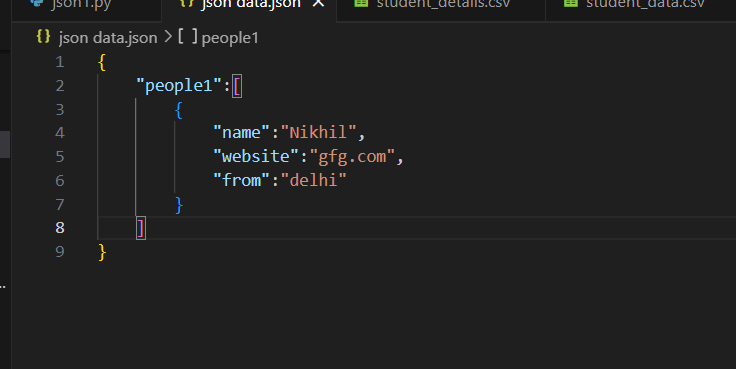 json1.py
{} json data.json X
student_details.csv
student_data.csv
{} json data.json > [ ] people1
1 {
2 "people1":[
3 {
4 "name":"Nikhil",
5 "website":"gfg.com",
6 "from":"delhi"
7 }
8 ]
9 }
..